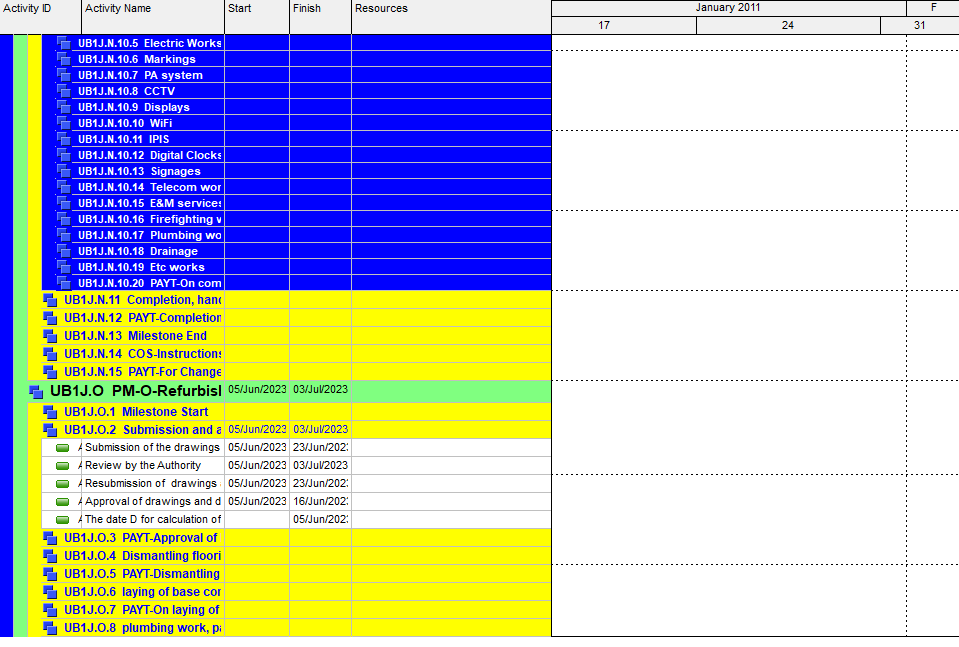 Activity ID Activity Name Start Finish Resources January 2011 F
17 24 31
UB1J.N.10.5 Electric Works
UB1J.N.10.6 Markings
UB1J.N.10.7 PA system
UB1J.N.10.8 CCTV
UB1J.N.10.9 Displays
UB1J.N.10.10 WiFi
UB1J.N.10.11 IPIS
UB1J.N.10.12 Digital Clocks
UB1J.N.10.13 Signages
UB1J.N.10.14 Telecom wor
UB1J.N.10.15 E&M services
UB1J.N.10.16 Firefighting w
UB1J.N.10.17 Plumbing wo
UB1J.N.10.18 Drainage
UB1J.N.10.19 Etc works
UB1J.N.10.20 PAYT-On com
UB1J.N.11 Completion, hand
UB1J.N.12 PAYT-Completion
UB1J.N.13 Milestone End
UB1J.N.14 COS-Instructions
UB1J.N.15 PAYT-For Change
UB1J.O PM-O-Refurbish 05/Jun/2023 03/Jul/2023
UB1J.O.1 Milestone Start
UB1J.O.2 Submission and a 05/Jun/2023 03/Jul/2023
A Submission of the drawings 05/Jun/2023 23/Jun/202
A Review by the Authority 05/Jun/2023 03/Jul/2023
A Resubmission of drawings 05/Jun/2023 23/Jun/202
A Approval of drawings and d 05/Jun/2023 16/Jun/202
A The date D for calculation of 05/Jun/202
UB1J.O.3 PAYT-Approval of
UB1J.O.4 Dismantling floori
UB1J.O.5 PAYT-Dismantling
UB1J.O.6 laying of base con
UB1J.O.7 PAYT-On laying of
UB1J.O.8 plumbing work, pa